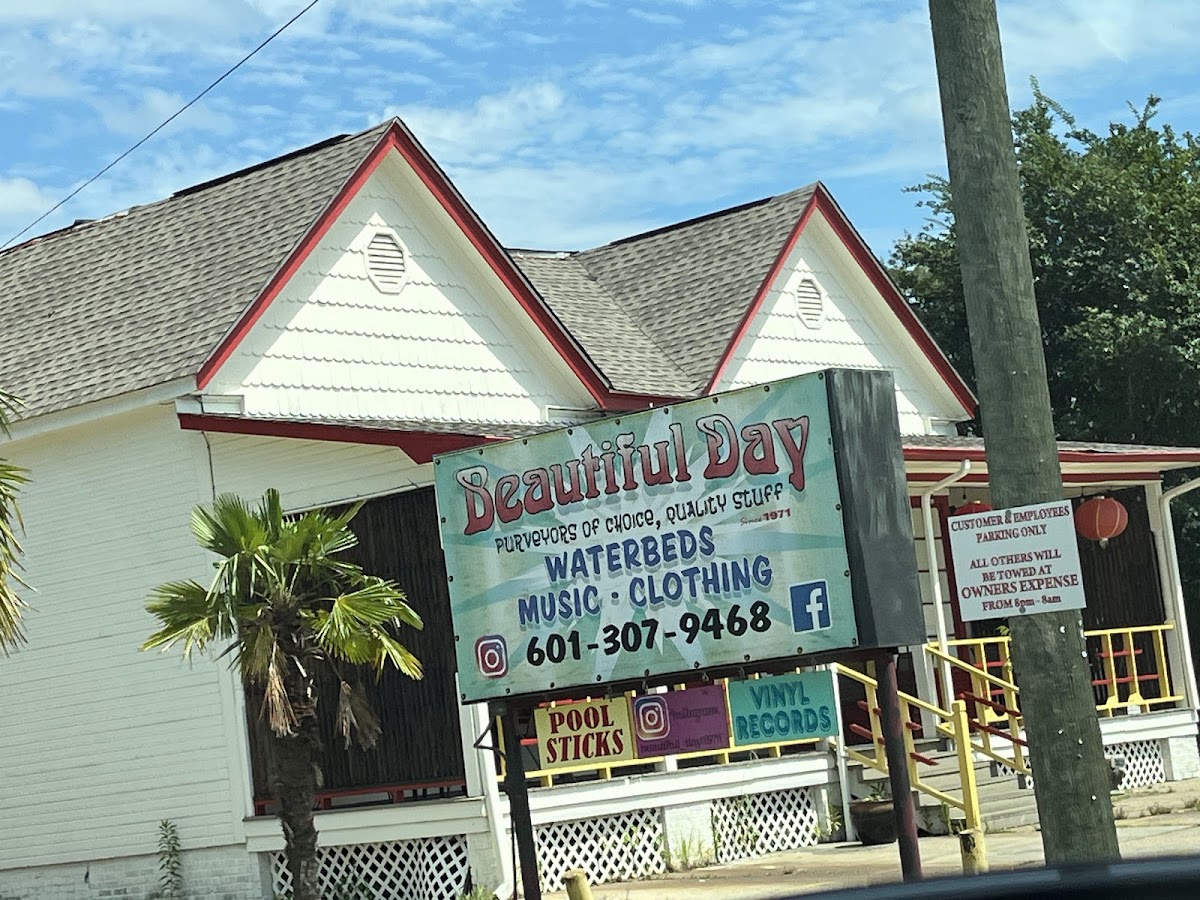 Beautiful Day
PURVEYORS OF CHOICE, QUALITY STUFF
Since 1971
WATERBEDS
MUSIC · CLOTHING
601-307-9468
f
POOL
STICKS
Instagram
VINYL
RECORDS
CUSTOMER & EMPLOYEES
PARKING ONLY
ALL OTHERS WILL
BE TOWED AT
OWNERS EXPENSE
FROM 8pm - 8am